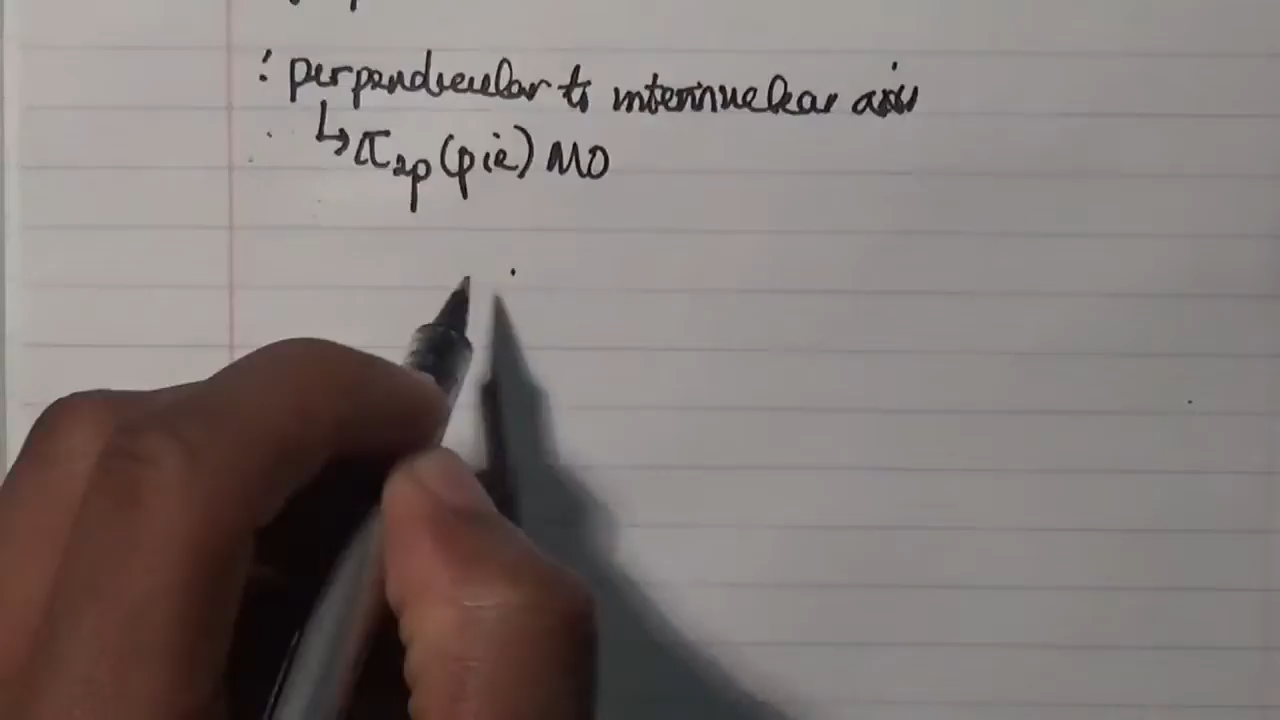 : perpendicular to internuclear axis
↳ π2p (pie) MO